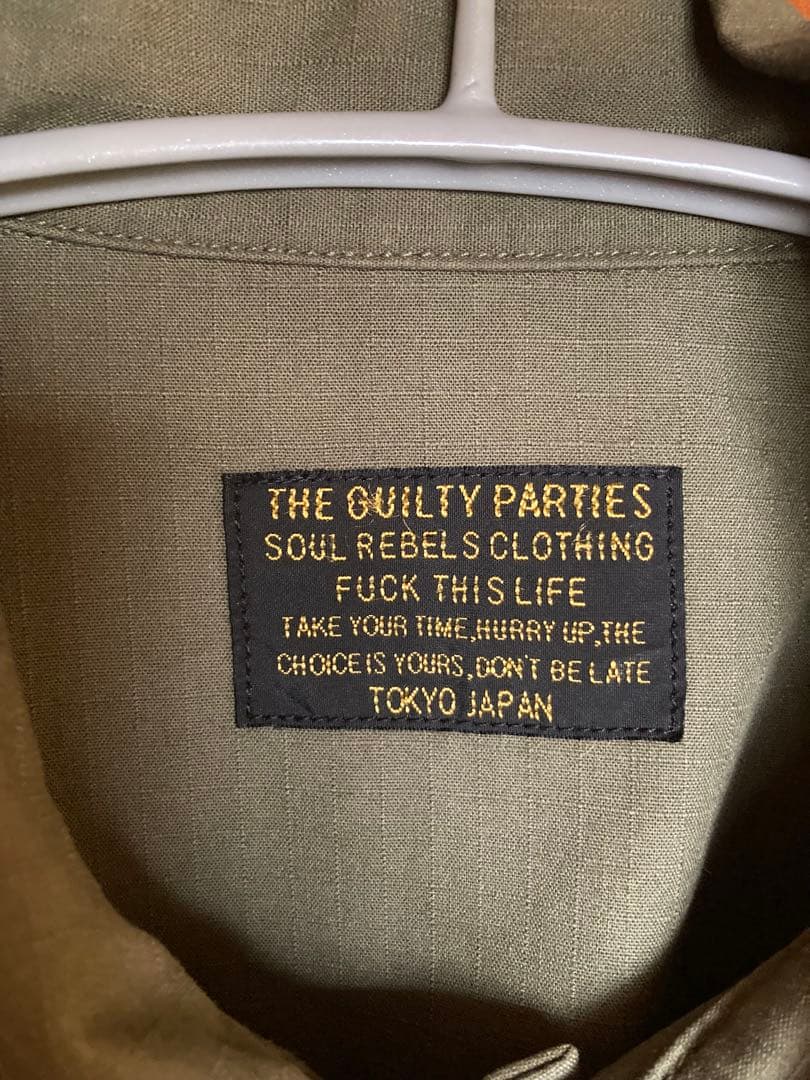 THE GUILTY PARTIES
SOUL REBELS CLOTHING
FUCK THIS LIFE
TAKE YOUR TIME,HURRY UP,THE
CHOICE IS YOURS,DON'T BE LATE
TOKYO JAPAN